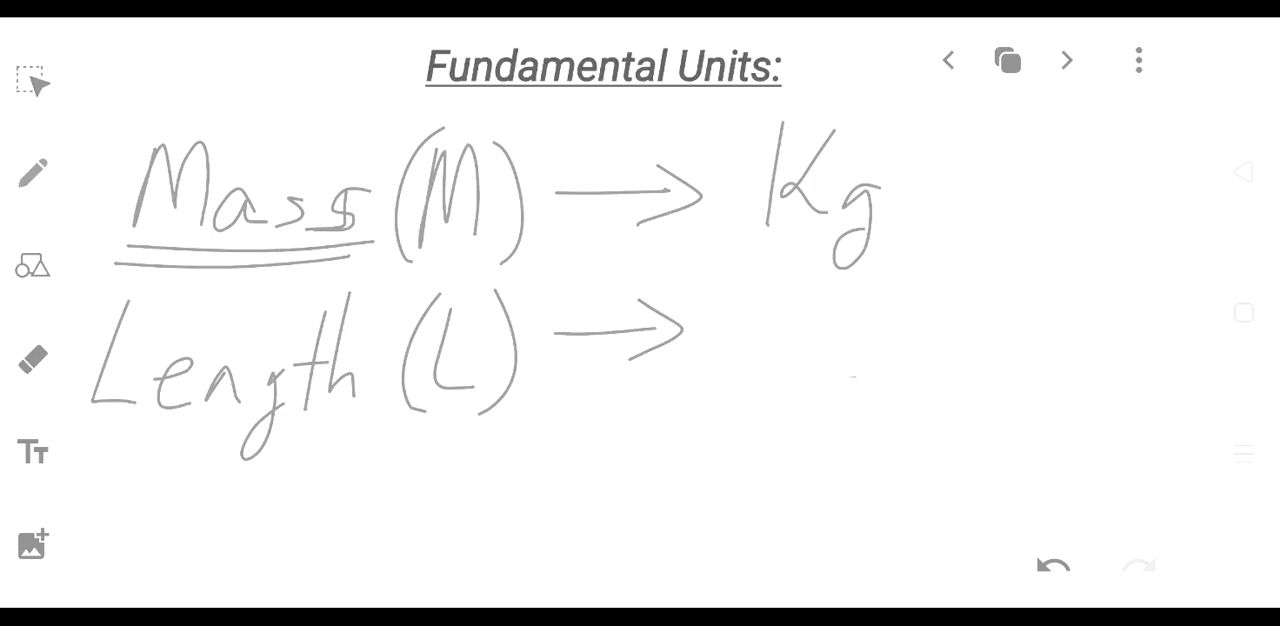 Fundamental Units:
Mass (M) → Kg
Length (L) →